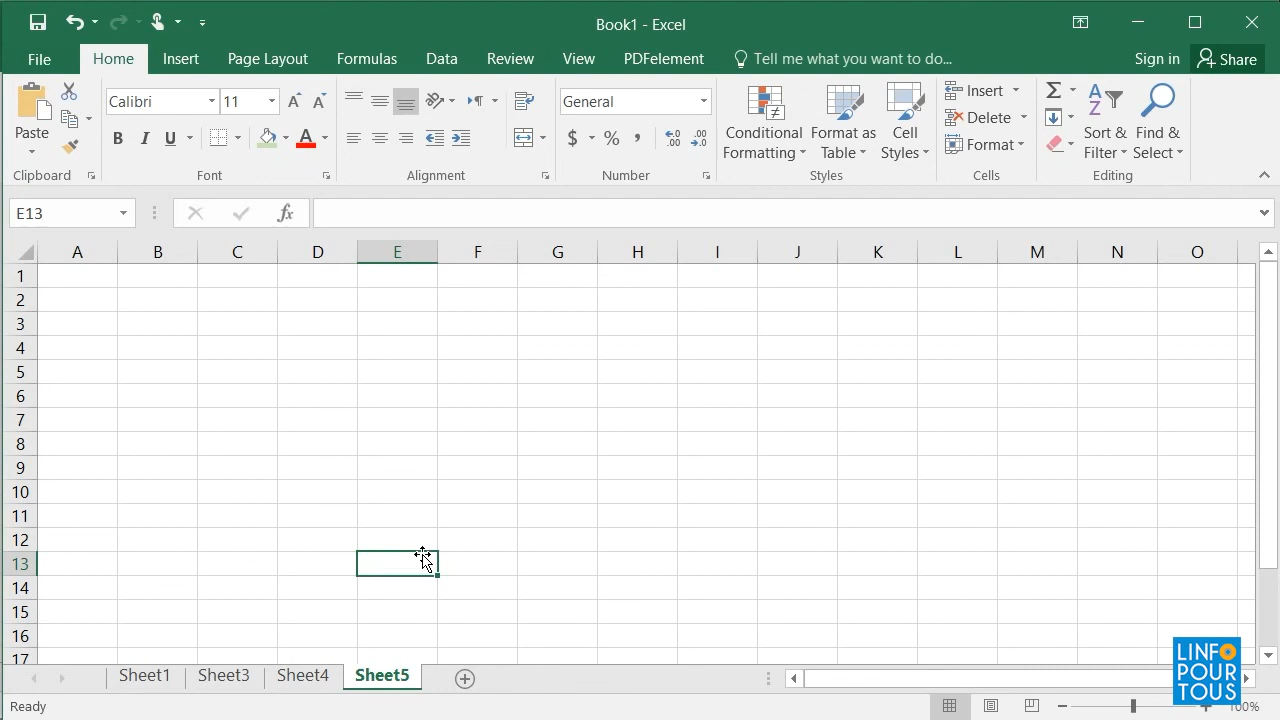 Book1 - Excel
File Home Insert Page Layout Formulas Data Review View PDFelement Tell me what you want to do... Sign in Share
Calibri 11 General
Paste
B I U $ % ,
Conditional Formatting
Format as Table
Cell Styles
Insert
Delete
Format
Sort & Filter
Find & Select
Clipboard Font Alignment Number Styles Cells Editing
E13 fx
A B C D E F G H I J K L M N O
1
2
3
4
5
6
7
8
9
10
11
12
13
14
15
16
17
Sheet1 Sheet3 Sheet4 Sheet5
Ready 100%
L'INFO
POUR
TOUS